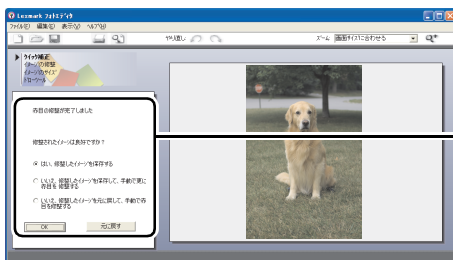 Lexmark フォトエディタ
ファイル(F) 編集(E) 表示(V) ヘルプ(H)
やり直し
ズーム 画面サイズに合わせる
クイック補正
イメージの修整
イメージのサイズ
ドローツール
赤目の修整が完了しました
修整されたイメージは良好ですか?
はい、修整したイメージを保存する
いいえ、修整したイメージを保存して、手動で更に
赤目を 修整する
いいえ、修整したイメージを元に戻して、手動で赤
目を修整する
OK 元に戻す